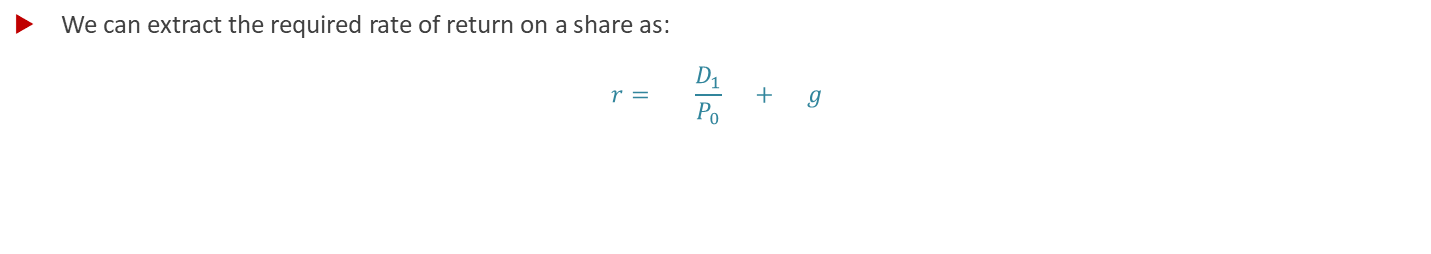 We can extract the required rate of return on a share as:
r = D₁/P₀ + g